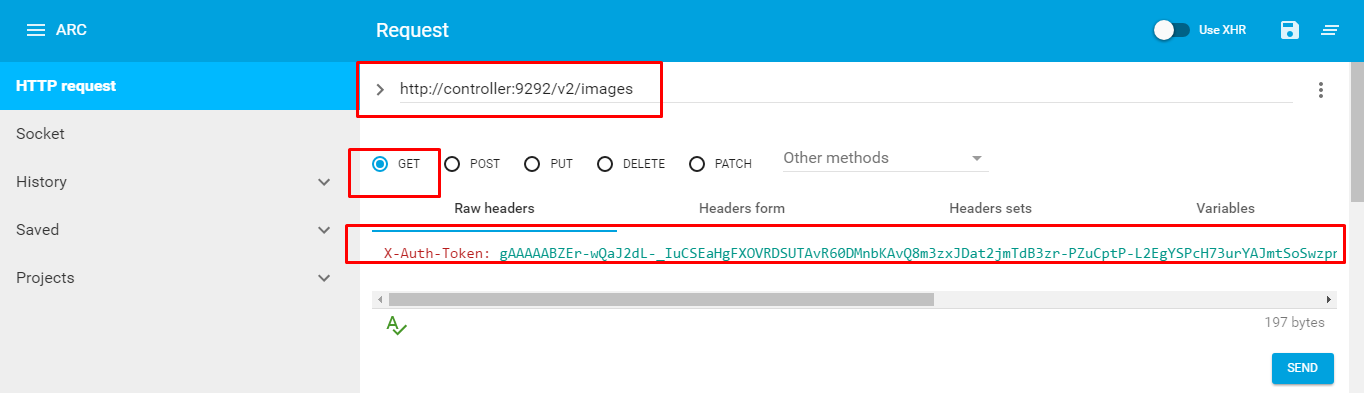 ARC
Request
Use XHR
HTTP request
http://controller:9292/v2/images
Socket
GET
POST
PUT
DELETE
PATCH
Other methods
History
Raw headers
Headers form
Headers sets
Variables
Saved
X-Auth-Token: gAAAAABZEr-wQaJ2dL-_IuCSEaHgFXOVRDSUTAvR60DMnbKAvQ8m3zxJDat2jmTdB3zr-PZuCptP-L2EgYSPcH73urYAJmtSoSwzpr
Projects
197 bytes
SEND